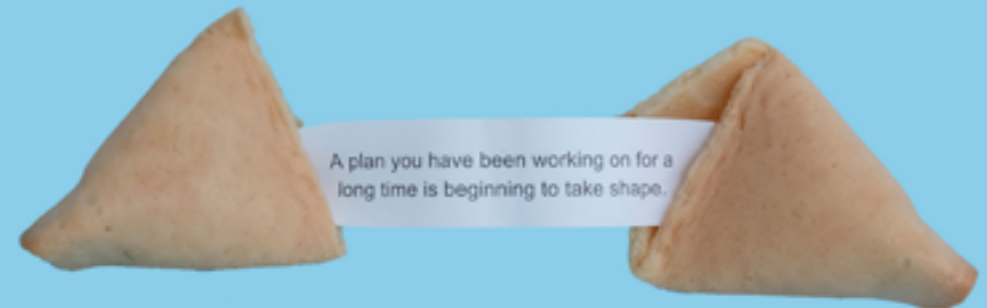 A plan you have been working on for a
long time is beginning to take shape.